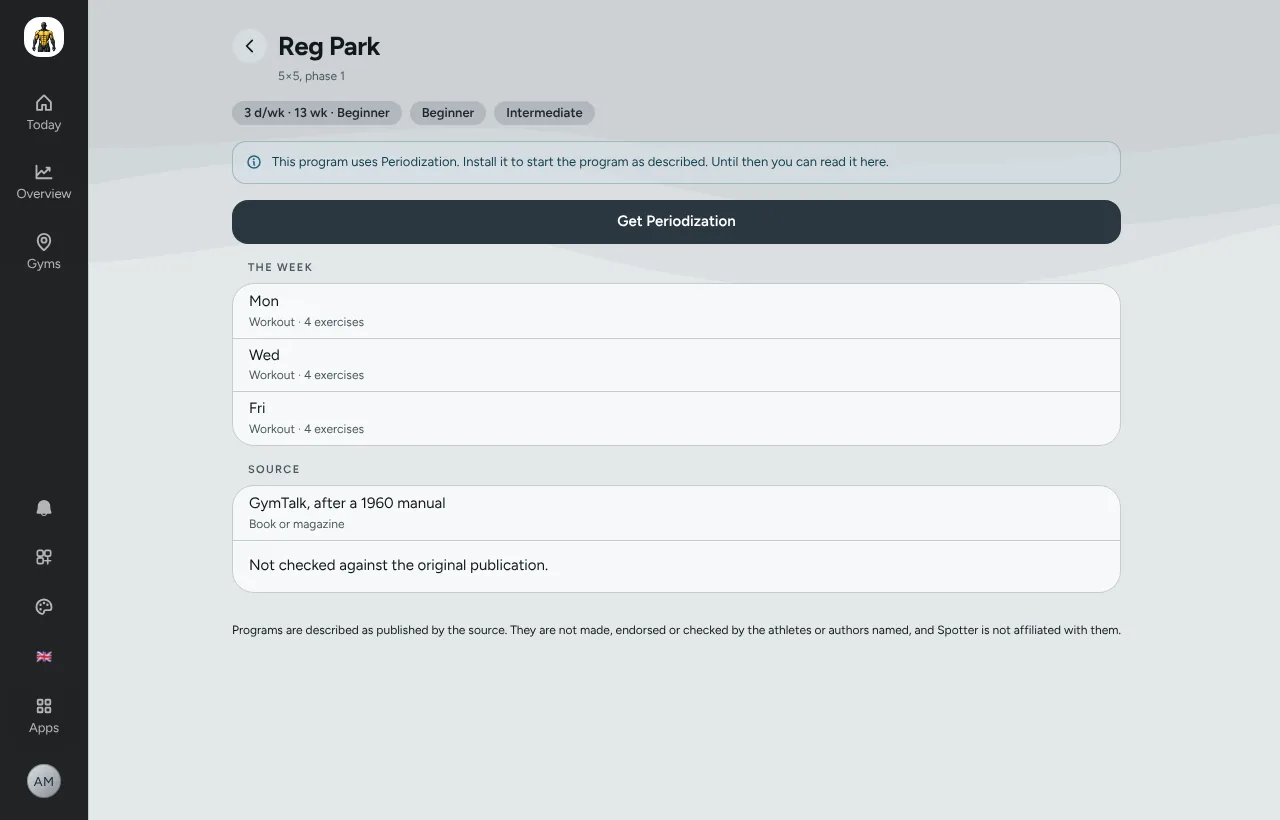 Today
Overview
Gyms
Apps
AM
Reg Park
5×5, phase 1
3 d/wk · 13 wk · Beginner
Beginner
Intermediate
This program uses Periodization. Install it to start the program as described. Until then you can read it here.
Get Periodization
THE WEEK
Mon
Workout · 4 exercises
Wed
Workout · 4 exercises
Fri
Workout · 4 exercises
SOURCE
GymTalk, after a 1960 manual
Book or magazine
Not checked against the original publication.
Programs are described as published by the source. They are not made, endorsed or checked by the athletes or authors named, and Spotter is not affiliated with them.